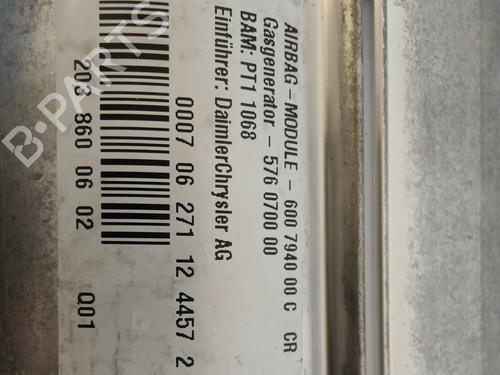 AIRBAG-MODULE - 600 7940 00 C CR
Gasgenerator - 576 0700 00
BAM: PT1 1068
Einführer: DaimlerChrysler AG
0007 06 271 12 4457 2
203 860 06 02 Q01
B-PARTS